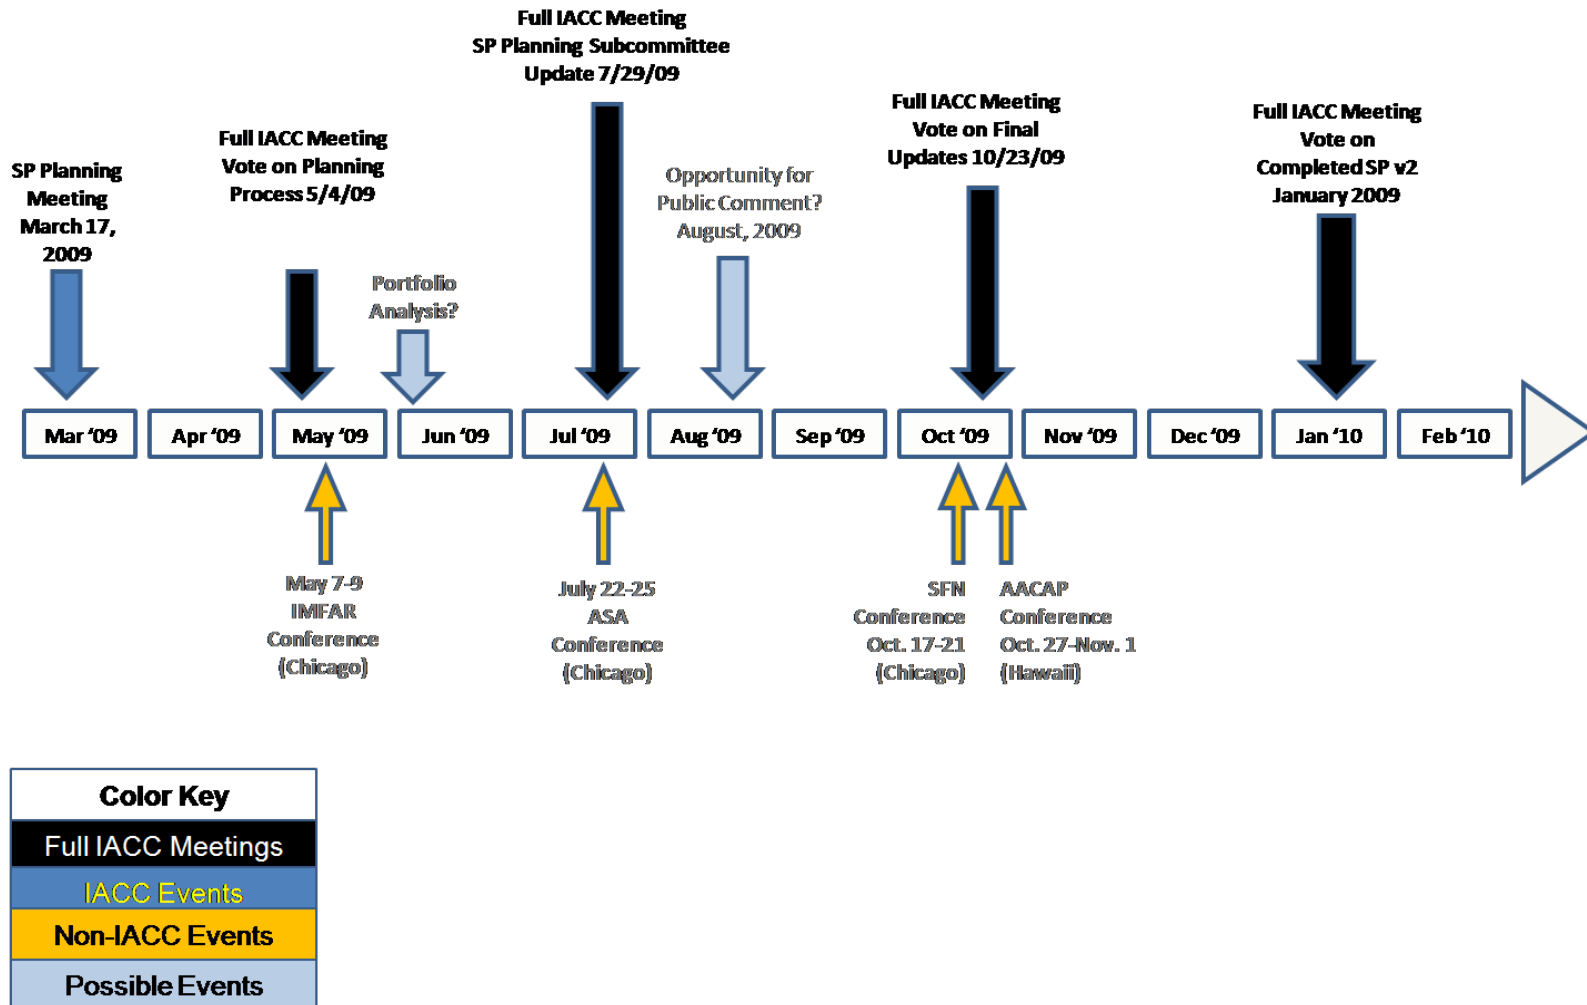 Full IACC Meeting
SP Planning Subcommittee
Update 7/29/09
Full IACC Meeting
Vote on Final
Updates 10/23/09
Full IACC Meeting
Vote on
Completed SP v2
January 2009
Full IACC Meeting
Vote on Planning
Process 5/4/09
SP Planning
Meeting
March 17,
2009
Opportunity for
Public Comment?
August, 2009
Portfolio
Analysis?
Mar ‘09
Apr ‘09
May ‘09
Jun ‘09
Jul ‘09
Aug ‘09
Sep ‘09
Oct ‘09
Nov ‘09
Dec ‘09
Jan ‘10
Feb ‘10
May 7-9
IMFAR
Conference
(Chicago)
July 22-25
ASA
Conference
(Chicago)
SFN
Conference
Oct. 17-21
(Chicago)
AACAP
Conference
Oct. 27-Nov. 1
(Hawaii)
Color Key
Full IACC Meetings
IACC Events
Non-IACC Events
Possible Events